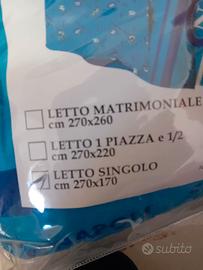 LETTO MATRIMONIALE
cm 270x260
LETTO 1 PIAZZA e 1/2
cm 270x220
LETTO SINGOLO
cm 270x170
subito